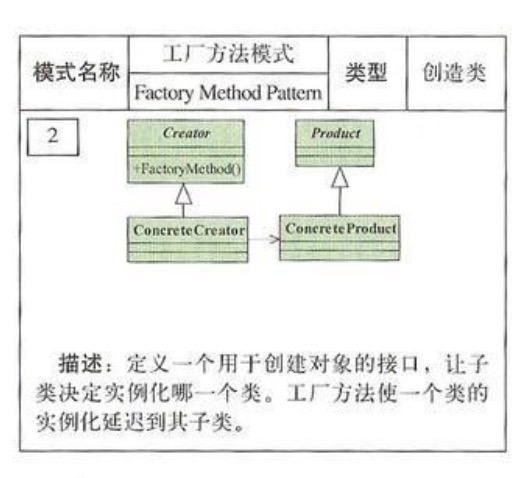 模式名称
工厂方法模式
Factory Method Pattern
类型
创造类
2
Creator
+FactoryMethod()
Product
ConcreteCreator
ConcreteProduct
描述：定义一个用于创建对象的接口，让子
类决定实例化哪一个类。工厂方法使一个类的
实例化延迟到其子类。